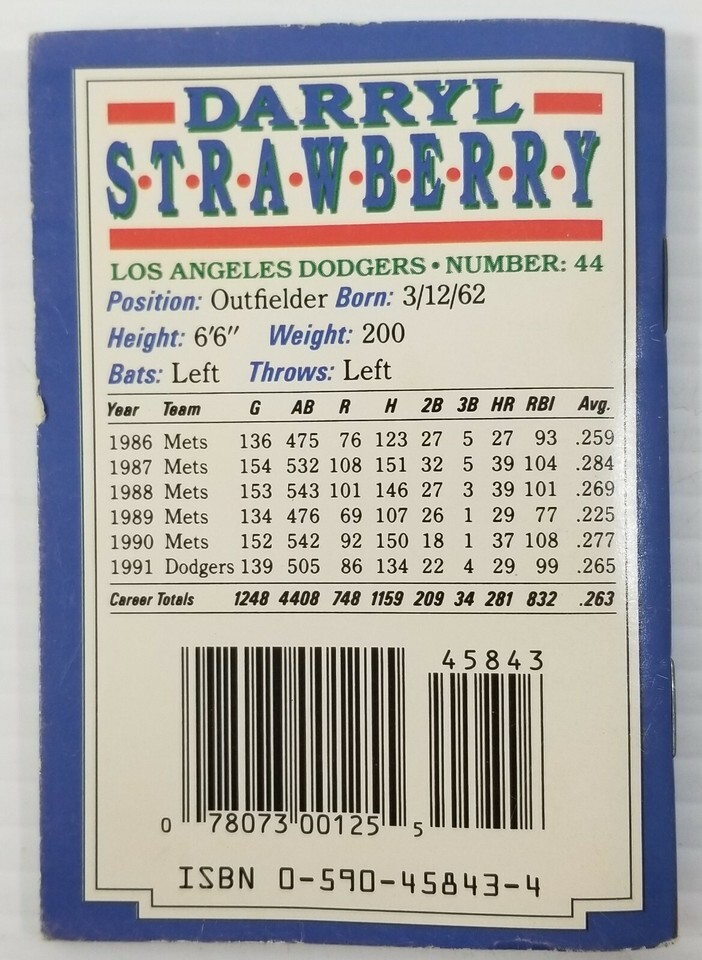 DARRYL
S•T•R•A•W•B•E•R•R•Y
LOS ANGELES DODGERS • NUMBER: 44
Position: Outfielder Born: 3/12/62
Height: 6'6" Weight: 200
Bats: Left Throws: Left
Year Team G AB R H 2B 3B HR RBI Avg.
1986 Mets 136 475 76 123 27 5 27 93 .259
1987 Mets 154 532 108 151 32 5 39 104 .284
1988 Mets 153 543 101 146 27 3 39 101 .269
1989 Mets 134 476 69 107 26 1 29 77 .225
1990 Mets 152 542 92 150 18 1 37 108 .277
1991 Dodgers 139 505 86 134 22 4 29 99 .265
Career Totals 1248 4408 748 1159 209 34 281 832 .263
45843
0 78073 00125 5
ISBN 0-590-45843-4